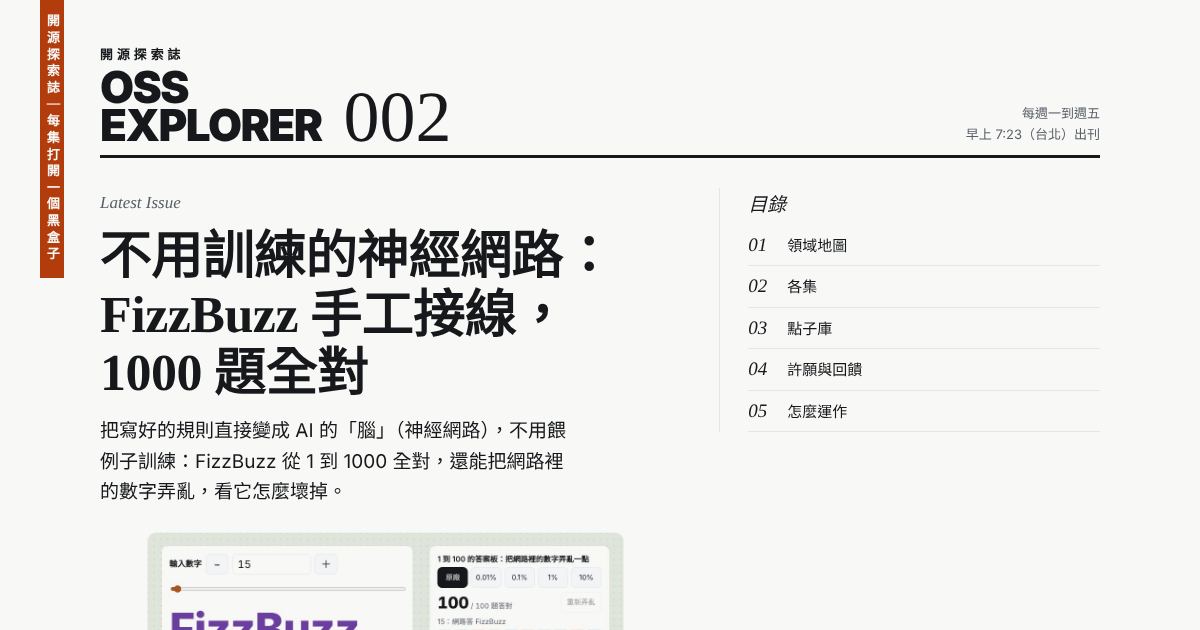 開源探索誌｜每集打開一個黑盒子
開源探索誌
OSS
EXPLORER 002
每週一到週五
早上 7:23（台北）出刊
Latest Issue
不用訓練的神經網路：
FizzBuzz 手工接線，
1000 題全對
把寫好的規則直接變成 AI 的「腦」（神經網路），不用餵
例子訓練：FizzBuzz 從 1 到 1000 全對，還能把網路裡
的數字弄亂，看它怎麼壞掉。
目錄
01 領域地圖
02 各集
03 點子庫
04 許願與回饋
05 怎麼運作
輸入數字 - 15 +
FizzBuzz
1 到 100 的答案板：把網路裡的數字弄亂一點
原廠 0.01% 0.1% 1% 10%
100 / 100 題答對 重新弄亂
15：網路答 FizzBuzz